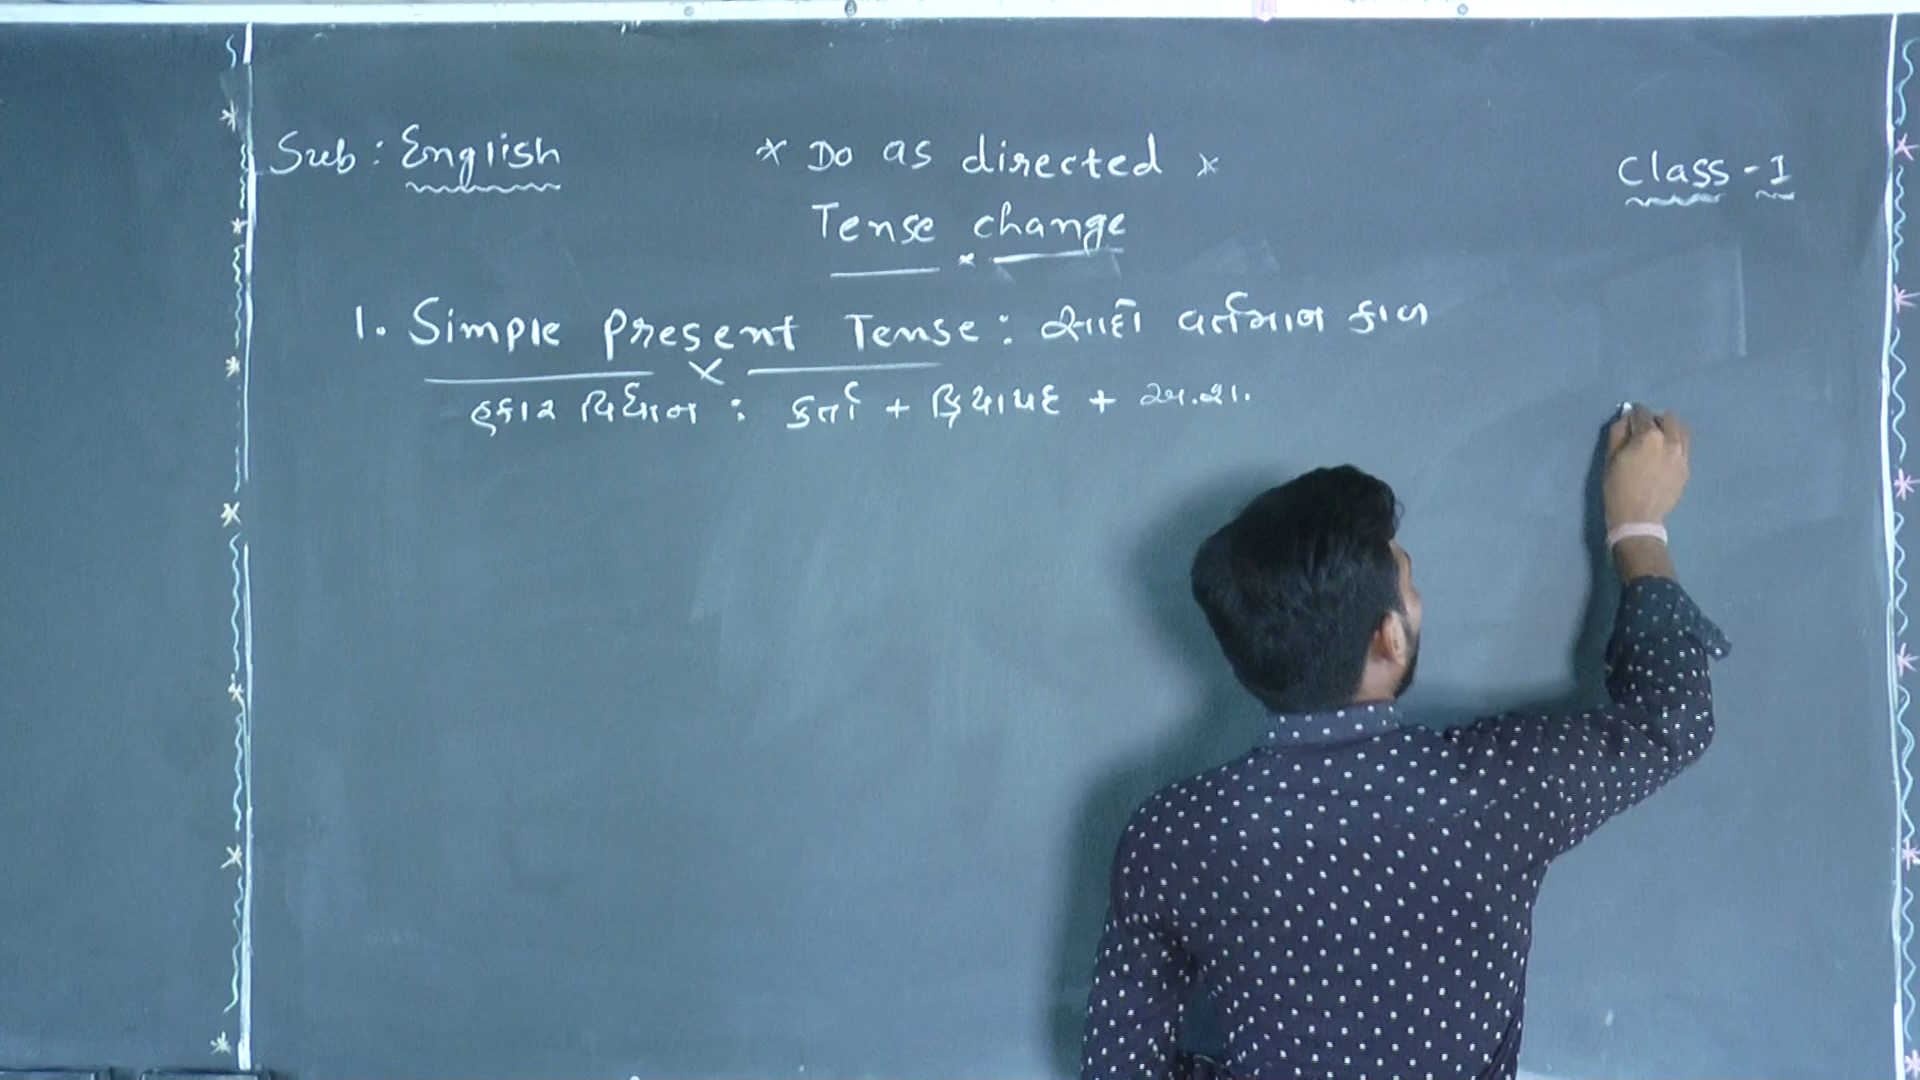 Sub : English
* Do as directed *
Class - I
Tense change
1. Simple Present Tense : સાદો વર્તમાન કાળ
હકાર વિધાન : કર્તા + ક્રિયાપદ + અ.શ.